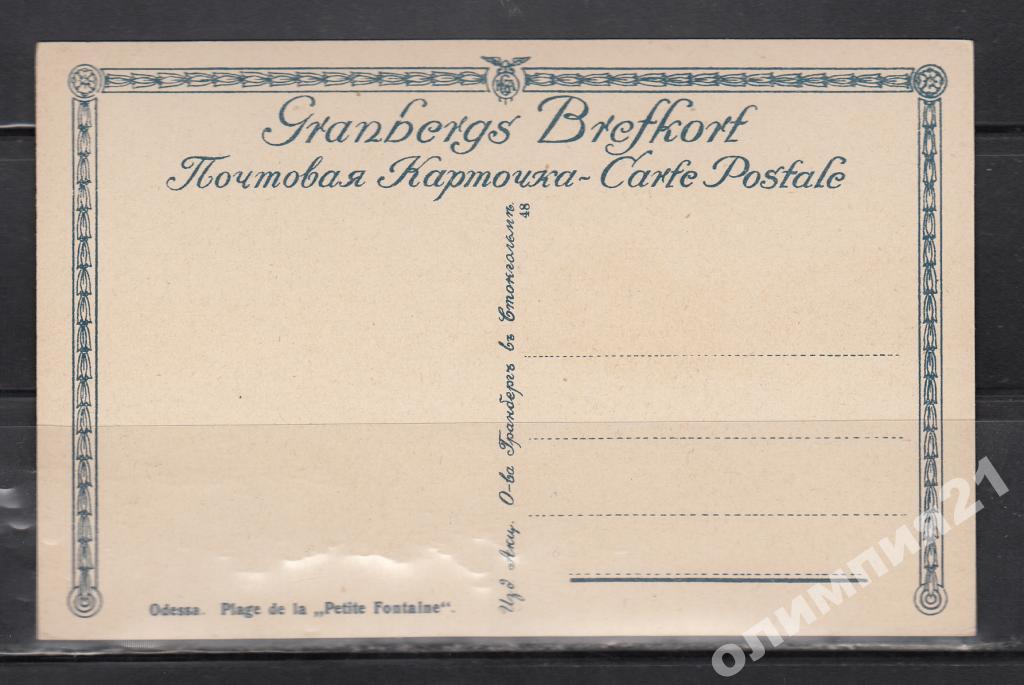 Granbergs Brefkort
Почтовая Карточка - Carte Postale
Изд Акц. О-ва Гранбергъ въ Стокгольмѣ.
48
Odessa. Plage de la „Petite Fontaine“.
олимпия21